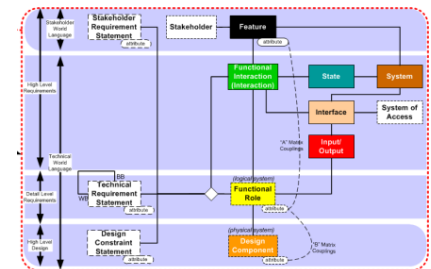 Stakeholder
World
Language
Stakeholder
Requirement
Statement
attribute
Stakeholder
Feature
attribute
High Level
Requirements
Technical
World
Language
Functional
Interaction
(Interaction)
State
System
Interface
System of
Access
"A" Matrix
Couplings
Input/
Output
Detail Level
Requirements
BB
WB
Technical
Requirement
Statement
attribute
(logical system)
Functional
Role
attribute
High Level
Design
Design
Constraint
Statement
attribute
(physical system)
Design
Component
attribute
"B" Matrix
Couplings